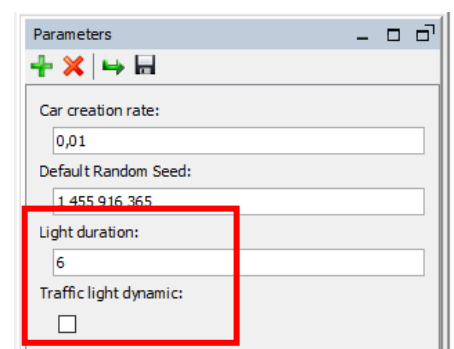 Parameters
Car creation rate:
0,01
Default Random Seed:
1 455 916 365
Light duration:
6
Traffic light dynamic: